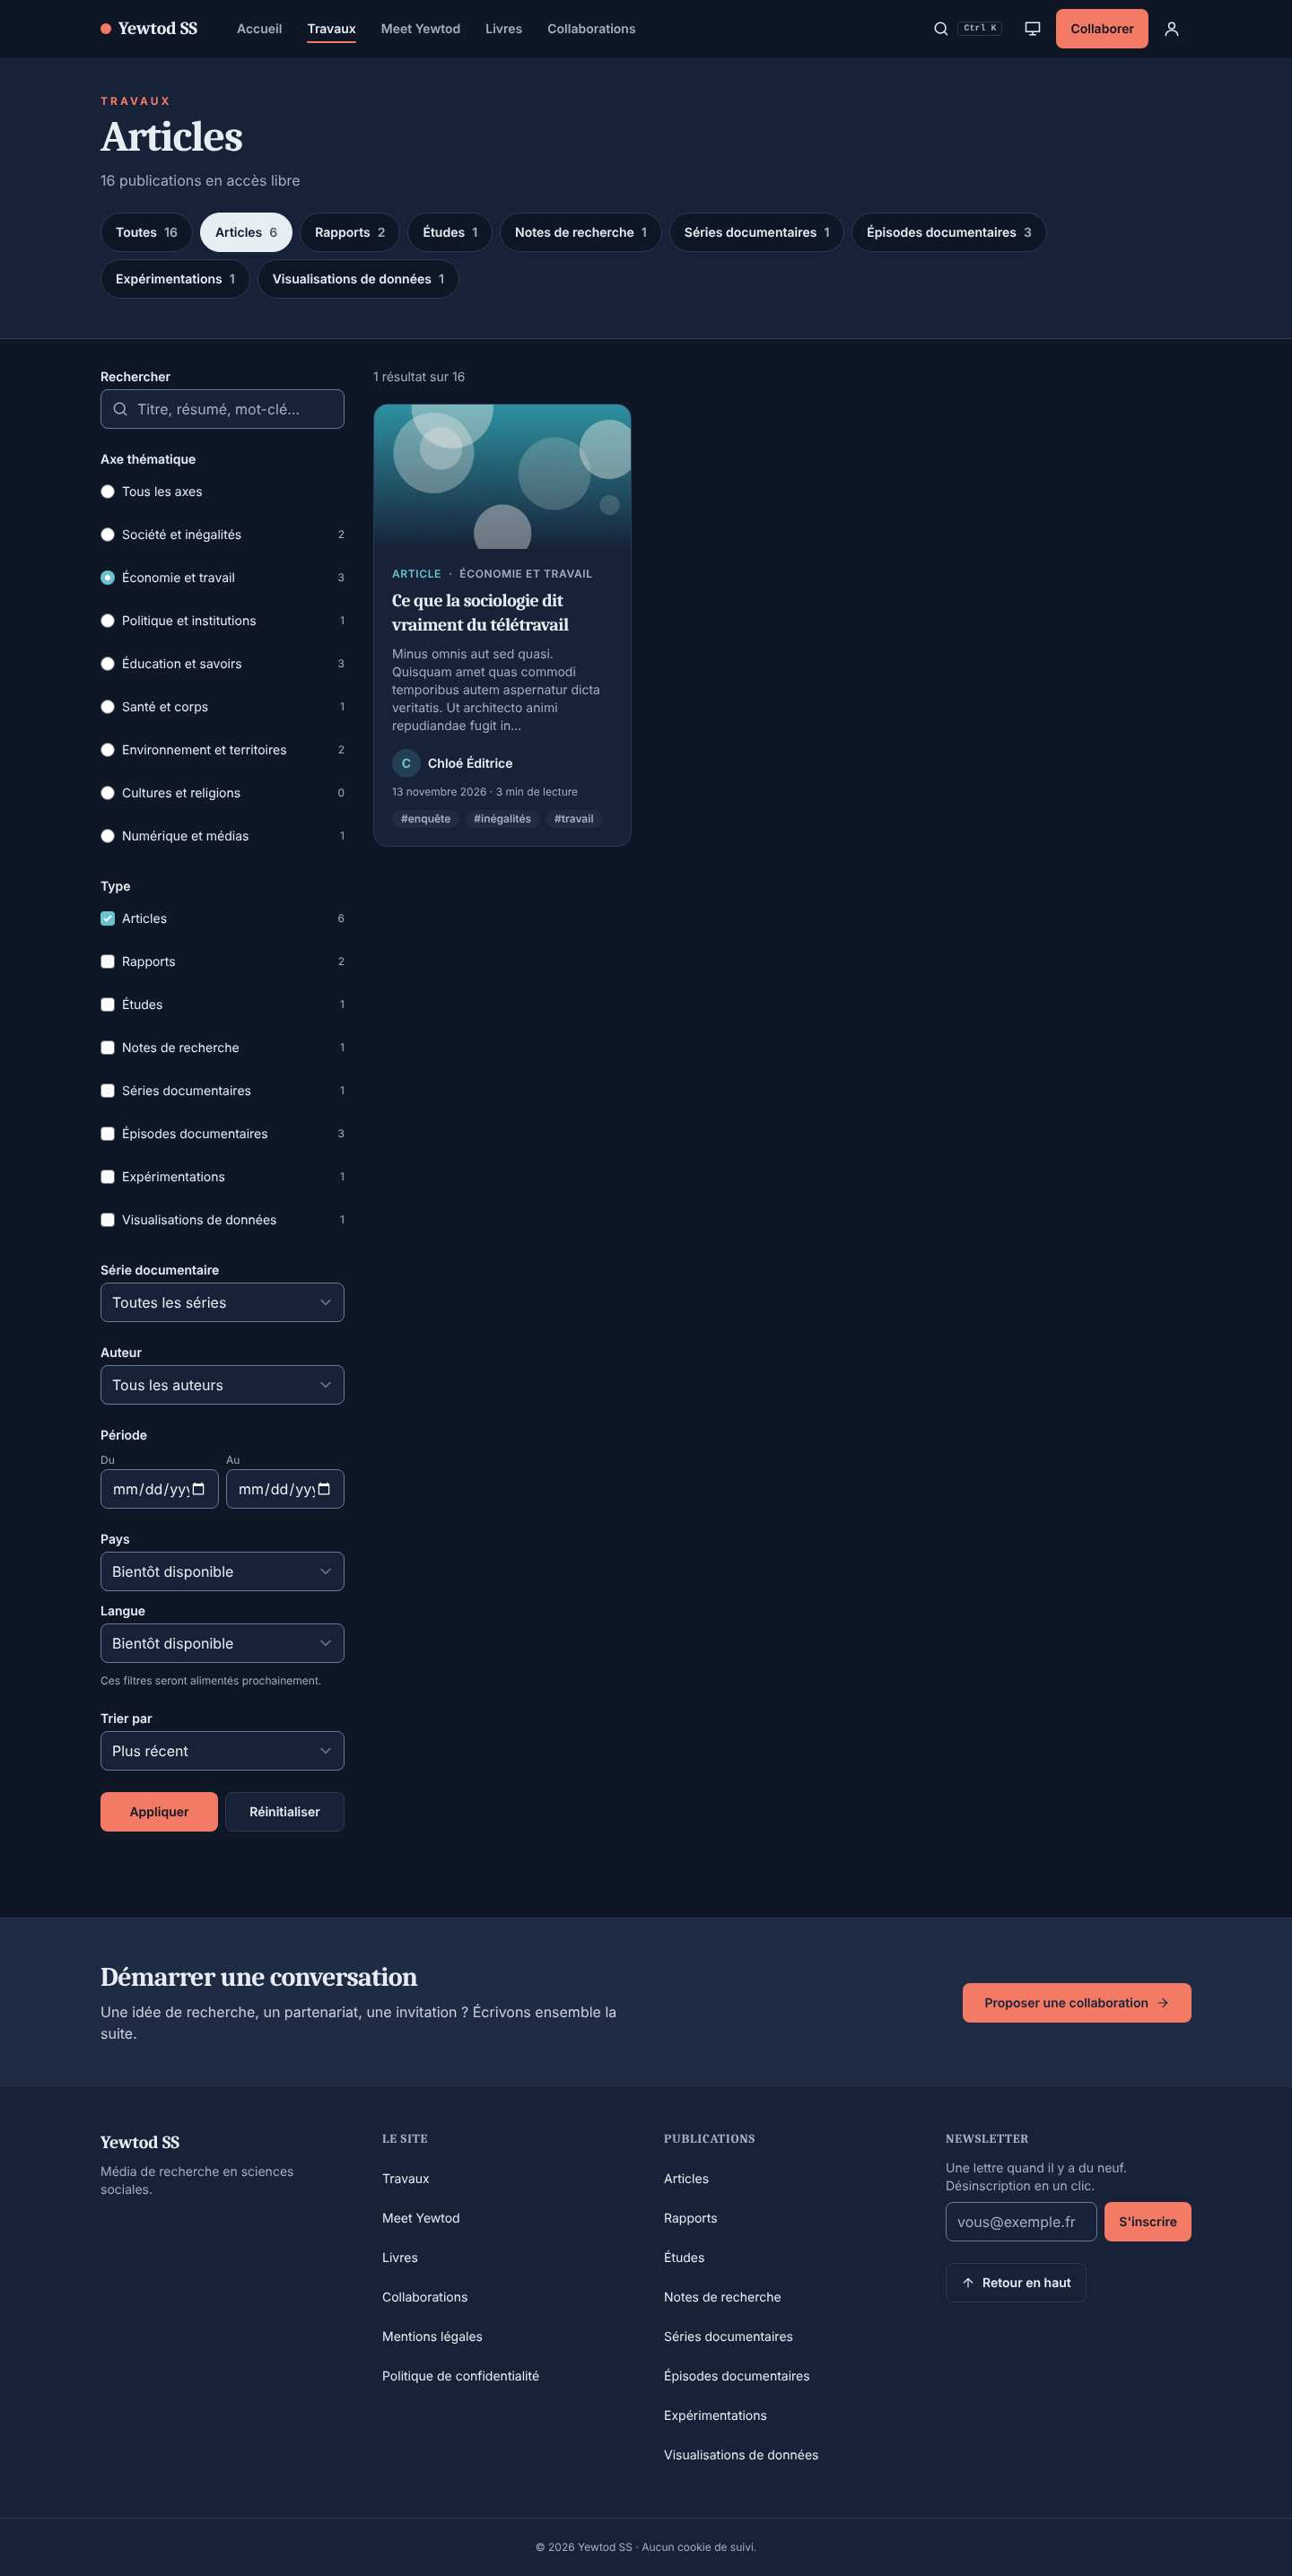 Yewtod SS
Accueil
Travaux
Meet Yewtod
Livres
Collaborations
Ctrl K
Collaborer
TRAVAUX
Articles
16 publications en accès libre
Toutes 16
Articles 6
Rapports 2
Études 1
Notes de recherche 1
Séries documentaires 1
Épisodes documentaires 3
Expérimentations 1
Visualisations de données 1
Rechercher
Titre, résumé, mot-clé…
Axe thématique
Tous les axes
Société et inégalités 2
Économie et travail 3
Politique et institutions 1
Éducation et savoirs 3
Santé et corps 1
Environnement et territoires 2
Cultures et religions 0
Numérique et médias 1
Type
Articles 6
Rapports 2
Études 1
Notes de recherche 1
Séries documentaires 1
Épisodes documentaires 3
Expérimentations 1
Visualisations de données 1
Série documentaire
Toutes les séries
Auteur
Tous les auteurs
Période
Du
Au
mm/dd/yyy
mm/dd/yyy
Pays
Bientôt disponible
Langue
Bientôt disponible
Ces filtres seront alimentés prochainement.
Trier par
Plus récent
Appliquer
Réinitialiser
1 résultat sur 16
ARTICLE · ÉCONOMIE ET TRAVAIL
Ce que la sociologie dit
vraiment du télétravail
Minus omnis aut sed quasi.
Quisquam amet quas commodi
temporibus autem aspernatur dicta
veritatis. Ut architecto animi
repudiandae fugit in…
C
Chloé Éditrice
13 novembre 2026 · 3 min de lecture
#enquête
#inégalités
#travail
Démarrer une conversation
Une idée de recherche, un partenariat, une invitation ? Écrivons ensemble la
suite.
Proposer une collaboration
Yewtod SS
Média de recherche en sciences
sociales.
LE SITE
Travaux
Meet Yewtod
Livres
Collaborations
Mentions légales
Politique de confidentialité
PUBLICATIONS
Articles
Rapports
Études
Notes de recherche
Séries documentaires
Épisodes documentaires
Expérimentations
Visualisations de données
NEWSLETTER
Une lettre quand il y a du neuf.
Désinscription en un clic.
vous@exemple.fr
S'inscrire
Retour en haut
© 2026 Yewtod SS · Aucun cookie de suivi.